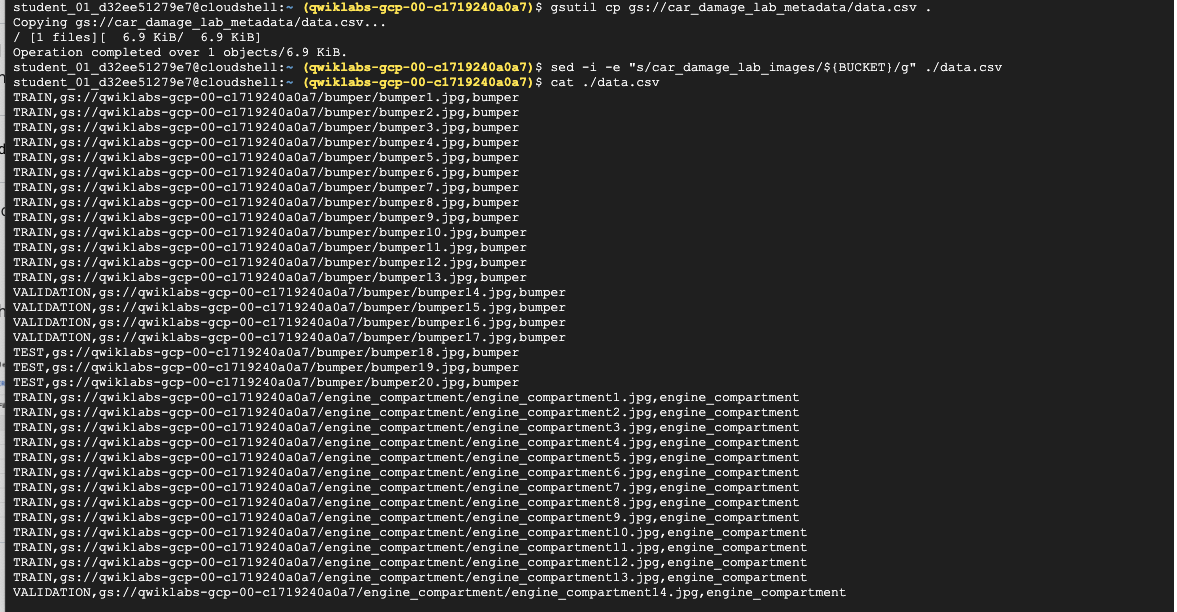 student_01_d32ee51279e7@cloudshell:~ (qwiklabs-gcp-00-c1719240a0a7)$ gsutil cp gs://car_damage_lab_metadata/data.csv .
Copying gs://car_damage_lab_metadata/data.csv...
/ [1 files][  6.9 KiB/  6.9 KiB]
Operation completed over 1 objects/6.9 KiB.
student_01_d32ee51279e7@cloudshell:~ (qwiklabs-gcp-00-c1719240a0a7)$ sed -i -e "s/car_damage_lab_images/${BUCKET}/g" ./data.csv
student_01_d32ee51279e7@cloudshell:~ (qwiklabs-gcp-00-c1719240a0a7)$ cat ./data.csv
TRAIN,gs://qwiklabs-gcp-00-c1719240a0a7/bumper/bumper1.jpg,bumper
TRAIN,gs://qwiklabs-gcp-00-c1719240a0a7/bumper/bumper2.jpg,bumper
TRAIN,gs://qwiklabs-gcp-00-c1719240a0a7/bumper/bumper3.jpg,bumper
TRAIN,gs://qwiklabs-gcp-00-c1719240a0a7/bumper/bumper4.jpg,bumper
TRAIN,gs://qwiklabs-gcp-00-c1719240a0a7/bumper/bumper5.jpg,bumper
TRAIN,gs://qwiklabs-gcp-00-c1719240a0a7/bumper/bumper6.jpg,bumper
TRAIN,gs://qwiklabs-gcp-00-c1719240a0a7/bumper/bumper7.jpg,bumper
TRAIN,gs://qwiklabs-gcp-00-c1719240a0a7/bumper/bumper8.jpg,bumper
TRAIN,gs://qwiklabs-gcp-00-c1719240a0a7/bumper/bumper9.jpg,bumper
TRAIN,gs://qwiklabs-gcp-00-c1719240a0a7/bumper/bumper10.jpg,bumper
TRAIN,gs://qwiklabs-gcp-00-c1719240a0a7/bumper/bumper11.jpg,bumper
TRAIN,gs://qwiklabs-gcp-00-c1719240a0a7/bumper/bumper12.jpg,bumper
TRAIN,gs://qwiklabs-gcp-00-c1719240a0a7/bumper/bumper13.jpg,bumper
VALIDATION,gs://qwiklabs-gcp-00-c1719240a0a7/bumper/bumper14.jpg,bumper
VALIDATION,gs://qwiklabs-gcp-00-c1719240a0a7/bumper/bumper15.jpg,bumper
VALIDATION,gs://qwiklabs-gcp-00-c1719240a0a7/bumper/bumper16.jpg,bumper
VALIDATION,gs://qwiklabs-gcp-00-c1719240a0a7/bumper/bumper17.jpg,bumper
TEST,gs://qwiklabs-gcp-00-c1719240a0a7/bumper/bumper18.jpg,bumper
TEST,gs://qwiklabs-gcp-00-c1719240a0a7/bumper/bumper19.jpg,bumper
TEST,gs://qwiklabs-gcp-00-c1719240a0a7/bumper/bumper20.jpg,bumper
TRAIN,gs://qwiklabs-gcp-00-c1719240a0a7/engine_compartment/engine_compartment1.jpg,engine_compartment
TRAIN,gs://qwiklabs-gcp-00-c1719240a0a7/engine_compartment/engine_compartment2.jpg,engine_compartment
TRAIN,gs://qwiklabs-gcp-00-c1719240a0a7/engine_compartment/engine_compartment3.jpg,engine_compartment
TRAIN,gs://qwiklabs-gcp-00-c1719240a0a7/engine_compartment/engine_compartment4.jpg,engine_compartment
TRAIN,gs://qwiklabs-gcp-00-c1719240a0a7/engine_compartment/engine_compartment5.jpg,engine_compartment
TRAIN,gs://qwiklabs-gcp-00-c1719240a0a7/engine_compartment/engine_compartment6.jpg,engine_compartment
TRAIN,gs://qwiklabs-gcp-00-c1719240a0a7/engine_compartment/engine_compartment7.jpg,engine_compartment
TRAIN,gs://qwiklabs-gcp-00-c1719240a0a7/engine_compartment/engine_compartment8.jpg,engine_compartment
TRAIN,gs://qwiklabs-gcp-00-c1719240a0a7/engine_compartment/engine_compartment9.jpg,engine_compartment
TRAIN,gs://qwiklabs-gcp-00-c1719240a0a7/engine_compartment/engine_compartment10.jpg,engine_compartment
TRAIN,gs://qwiklabs-gcp-00-c1719240a0a7/engine_compartment/engine_compartment11.jpg,engine_compartment
TRAIN,gs://qwiklabs-gcp-00-c1719240a0a7/engine_compartment/engine_compartment12.jpg,engine_compartment
TRAIN,gs://qwiklabs-gcp-00-c1719240a0a7/engine_compartment/engine_compartment13.jpg,engine_compartment
VALIDATION,gs://qwiklabs-gcp-00-c1719240a0a7/engine_compartment/engine_compartment14.jpg,engine_compartment